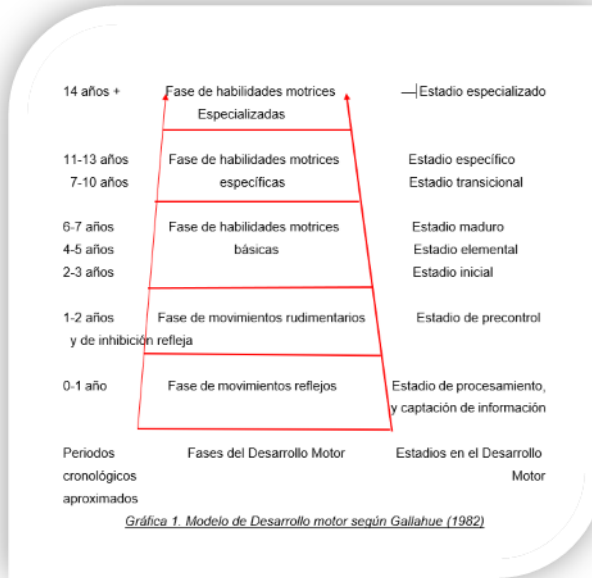 14 años + Fase de habilidades motrices —Estadio especializado
Especializadas
11-13 años Fase de habilidades motrices Estadio específico
7-10 años específicas Estadio transicional
6-7 años Fase de habilidades motrices Estadio maduro
4-5 años básicas Estadio elemental
2-3 años Estadio inicial
1-2 años Fase de movimientos rudimentarios Estadio de precontrol
y de inhibición refleja
0-1 año Fase de movimientos reflejos Estadio de procesamiento,
y captación de información
Periodos Fases del Desarrollo Motor Estadios en el Desarrollo
cronológicos Motor
aproximados
Gráfica 1. Modelo de Desarrollo motor según Gallahue (1982)